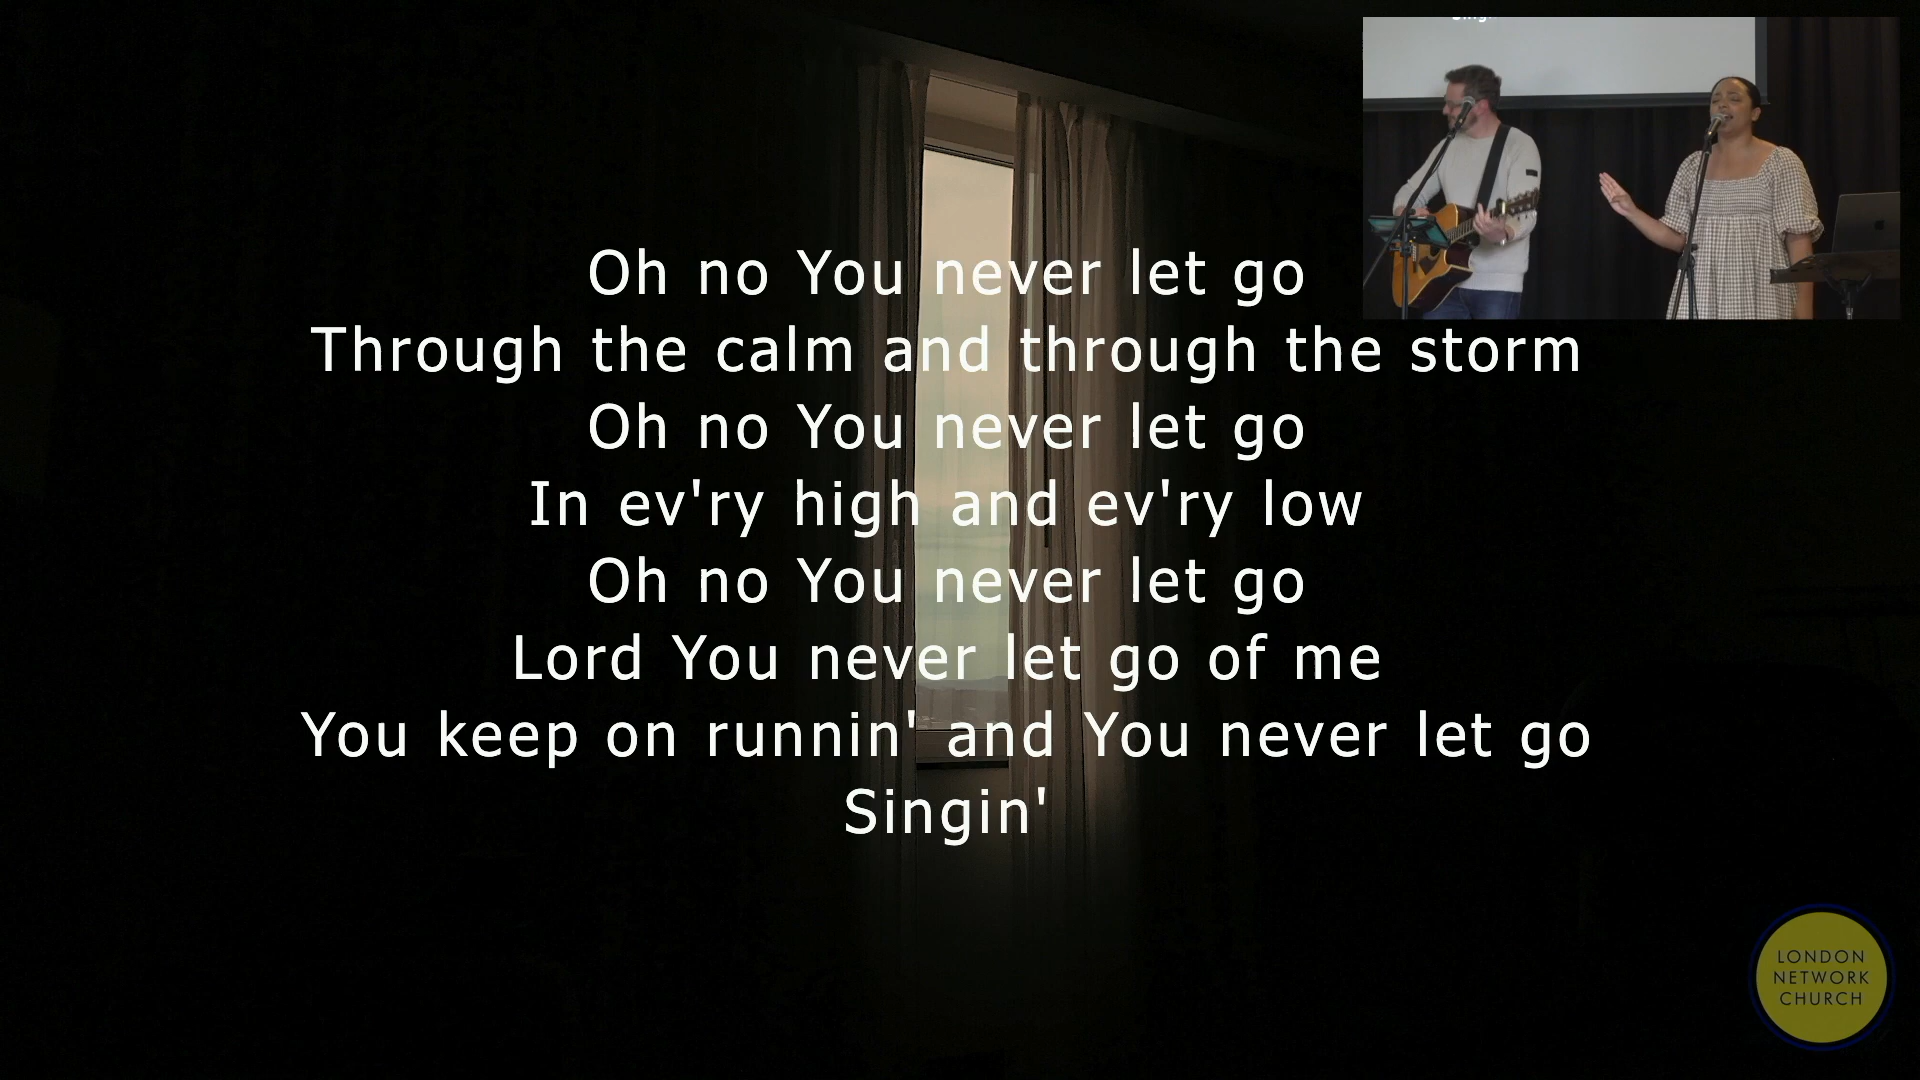 Oh no You never let go
Through the calm and through the storm
Oh no You never let go
In ev'ry high and ev'ry low
Oh no You never let go
Lord You never let go of me
You keep on runnin' and You never let go
Singin'
LONDON
NETWORK
CHURCH